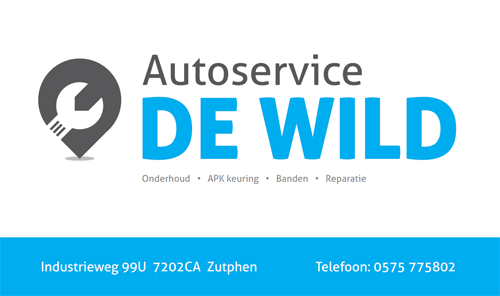 Autoservice
DE WILD
Onderhoud • APK keuring • Banden • Reparatie
Industrieweg 99U 7202CA Zutphen Telefoon: 0575 775802